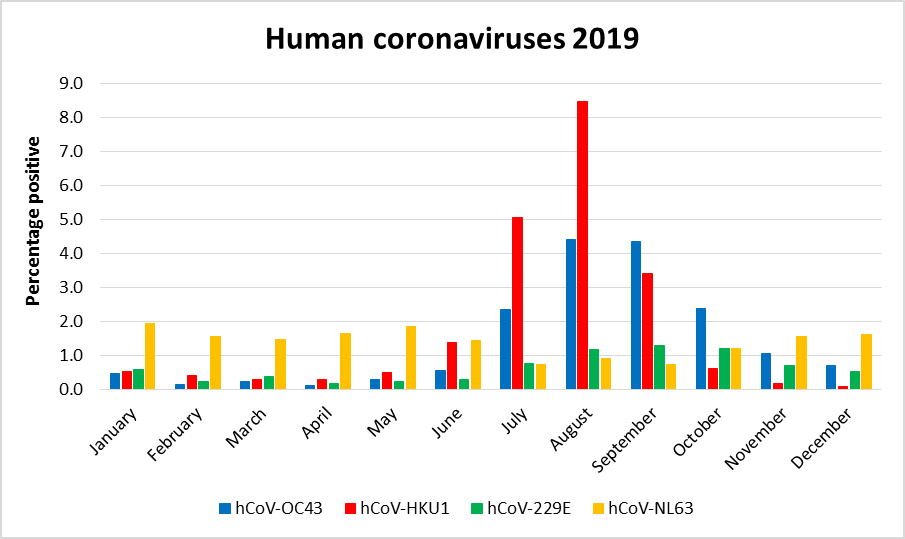 Human coronaviruses 2019
Percentage positive
9.0
8.0
7.0
6.0
5.0
4.0
3.0
2.0
1.0
0.0
January
February
March
April
May
June
July
August
September
October
November
December
hCoV-OC43
hCoV-HKU1
hCoV-229E
hCoV-NL63